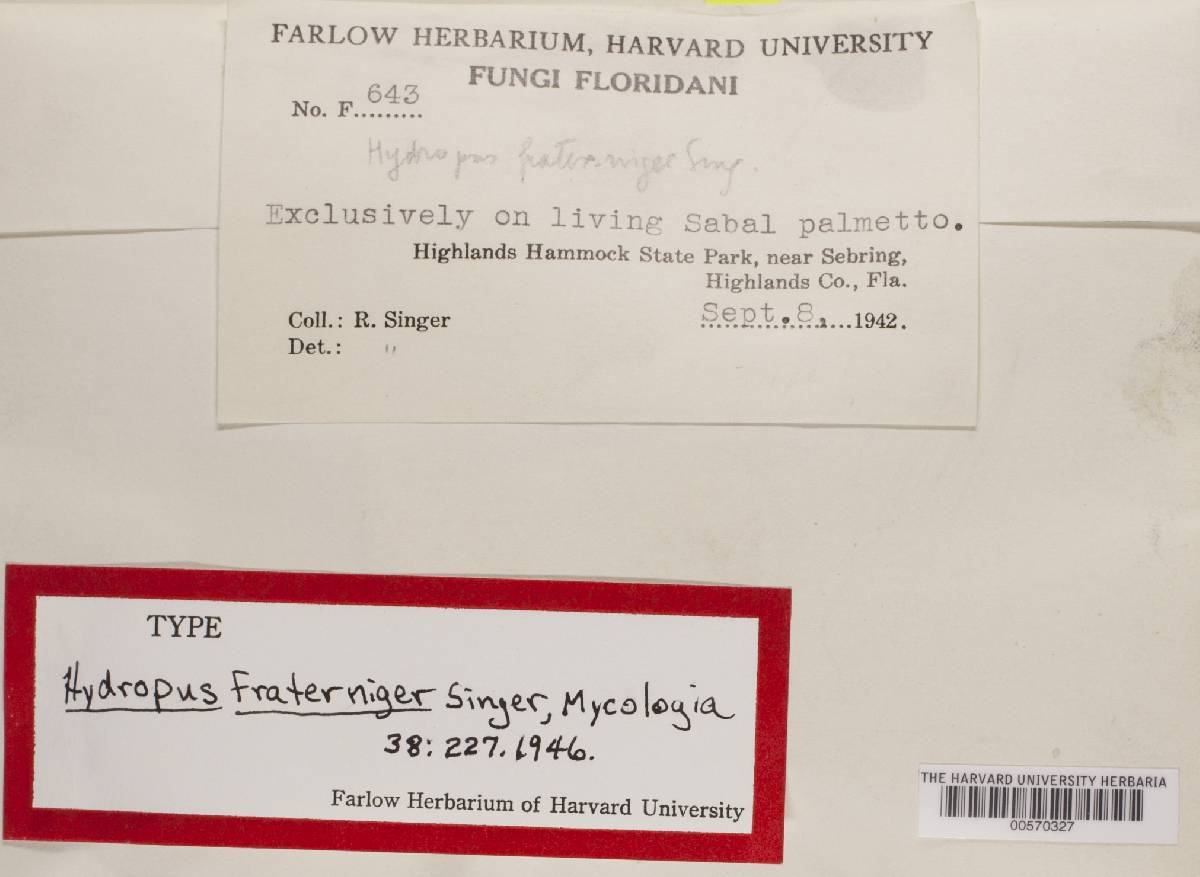 FARLOW HERBARIUM, HARVARD UNIVERSITY
FUNGI FLORIDANI
No. F. 643
Hydropus fraterniger Sing.
Exclusively on living Sabal palmetto.
Highlands Hammock State Park, near Sebring,
Highlands Co., Fla.
Coll.: R. Singer
Sept. 8, 1942.
Det.: "
TYPE
Hydropus Fraterniger Singer, Mycologia
38: 227. 1946.
Farlow Herbarium of Harvard University
THE HARVARD UNIVERSITY HERBARIA
00570327